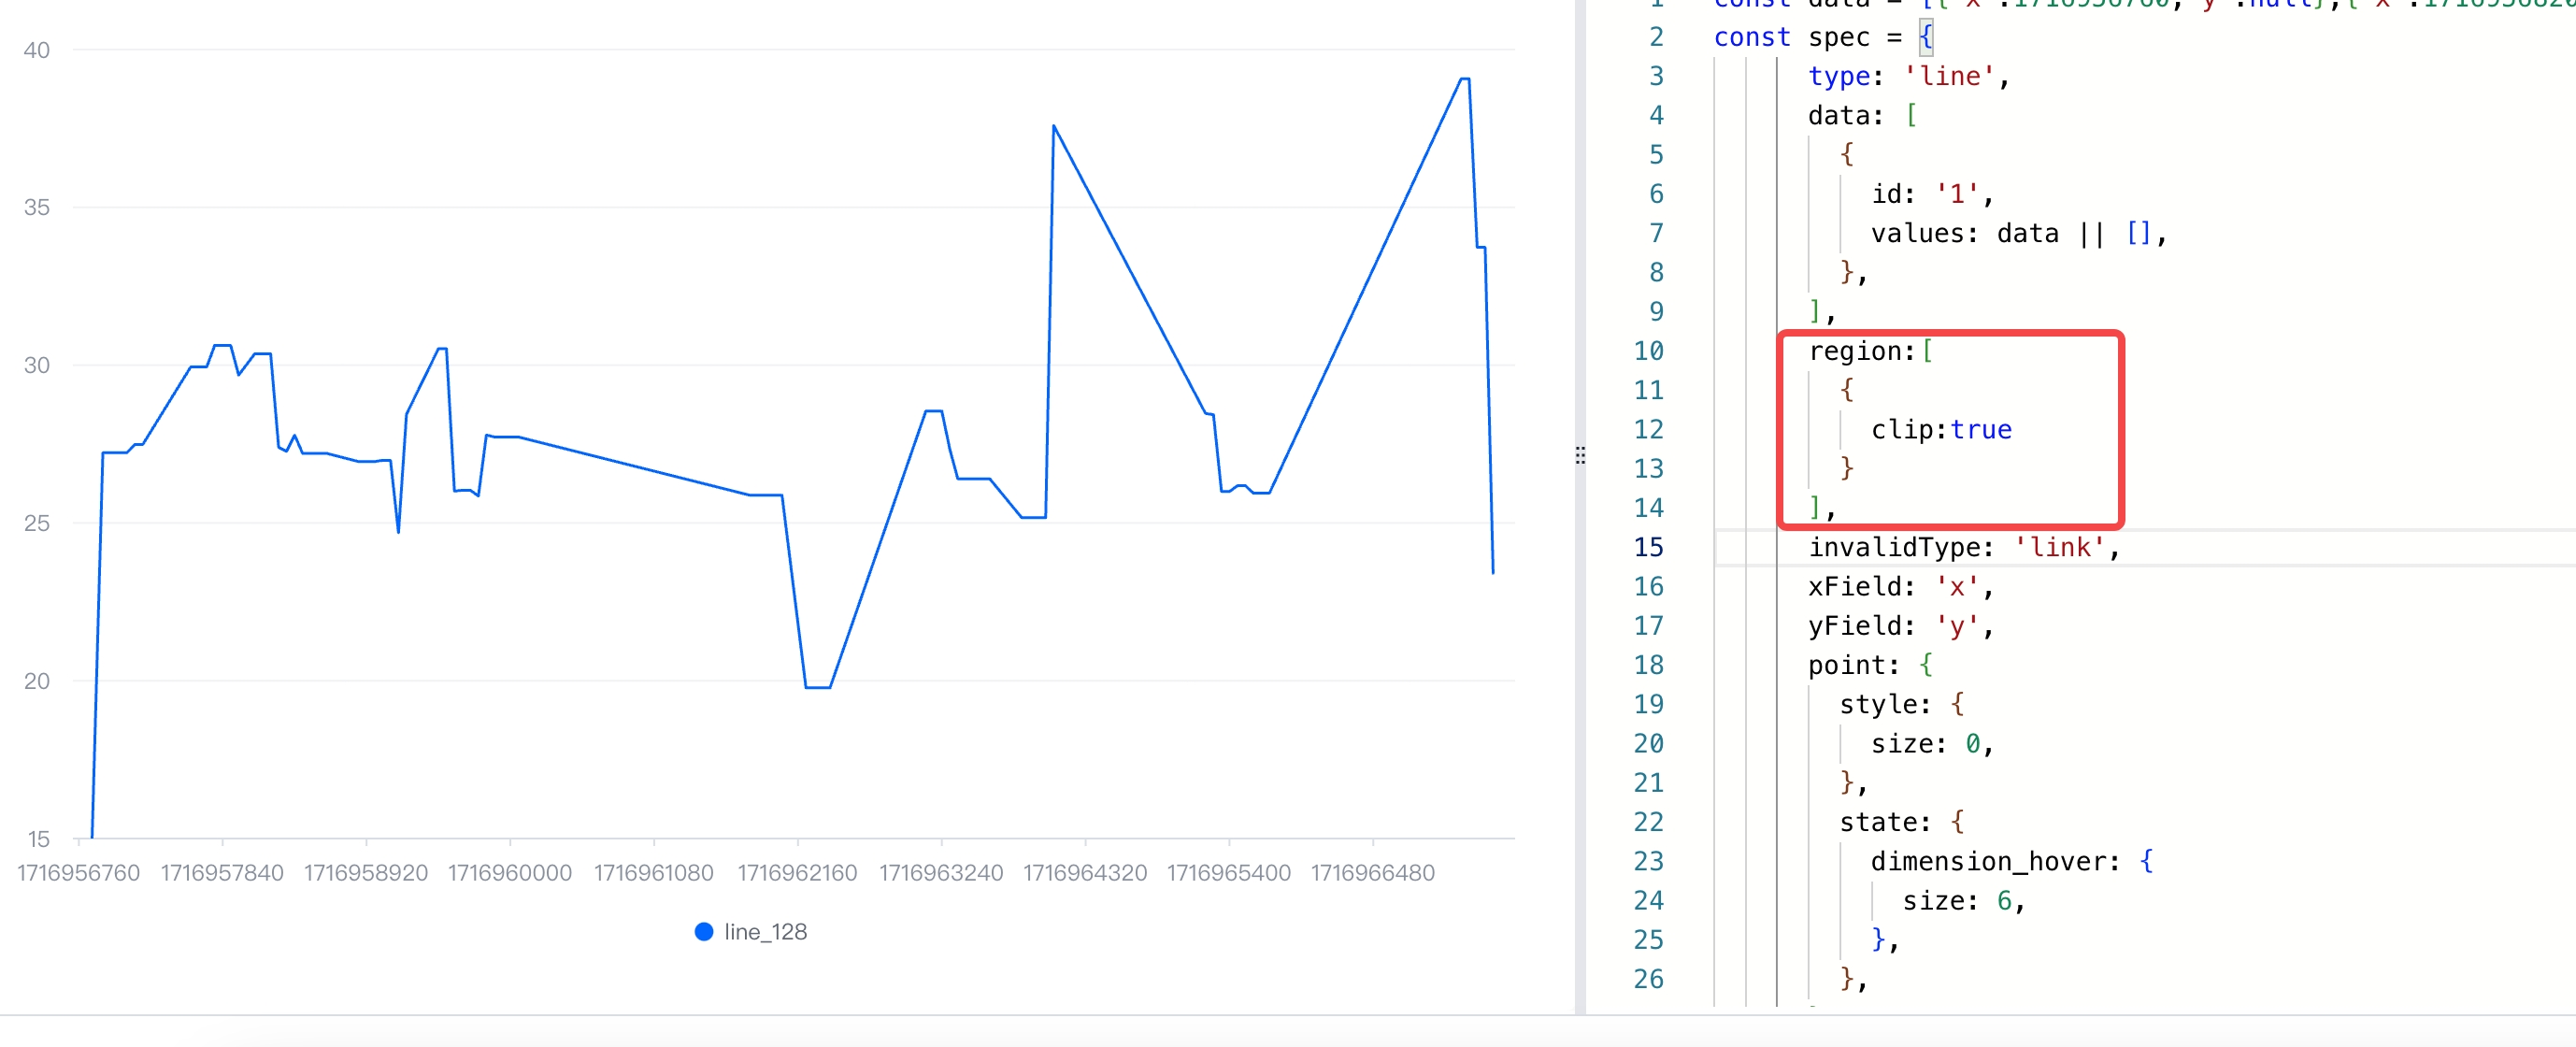 40
35
30
25
20
15
1716956760 1716957840 1716958920 1716960000 1716961080 1716962160 1716963240 1716964320 1716965400 1716966480
line_128
1 const data = [{"x":1716956760,"y":null},{"x":171695682
2 const spec = {
3 type: 'line',
4 data: [
5 {
6 id: '1',
7 values: data || [],
8 },
9 ],
10 region:[
11 {
12 clip:true
13 }
14 ],
15 invalidType: 'link',
16 xField: 'x',
17 yField: 'y',
18 point: {
19 style: {
20 size: 0,
21 },
22 state: {
23 dimension_hover: {
24 size: 6,
25 },
26 },